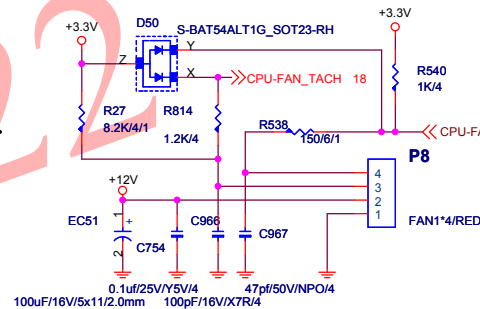 +3.3V
D50
S-BAT54ALT1G_SOT23-RH
+3.3V
Z
Y
X
CPU-FAN_TACH 18
R540
1K/4
R27
8.2K/4/1
R814
1.2K/4
R538
150/6/1
CPU-FA
P8
+12V
4
3
2
1
FAN1*4/RED
EC51
1
+
2
C754
C966
C967
0.1uf/25V/Y5V/4
47pf/50V/NPO/4
100uF/16V/5x11/2.0mm
100pF/16V/X7R/4
22